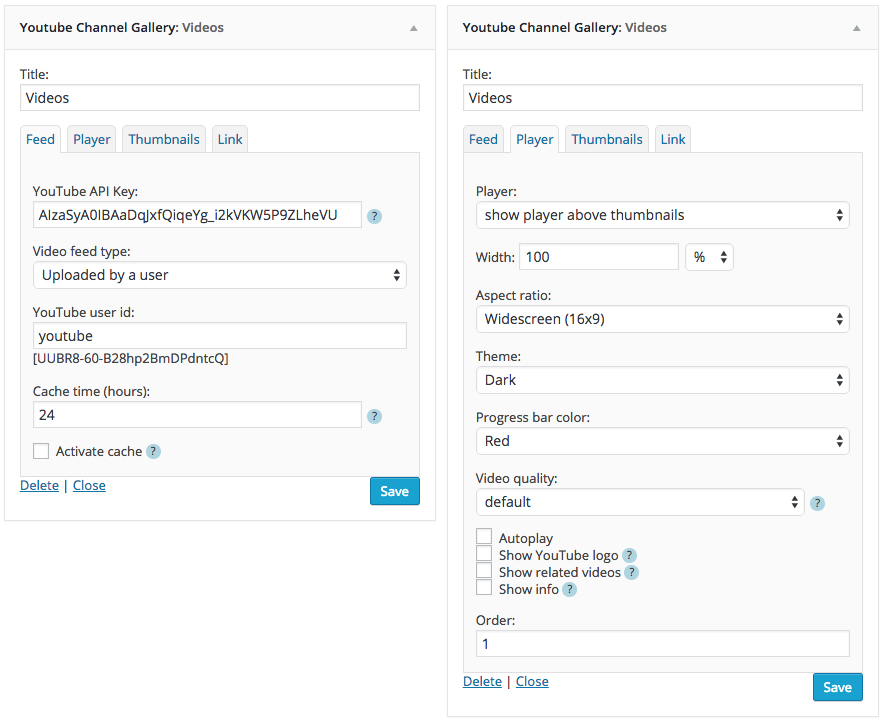 Youtube Channel Gallery: Videos
Title:
Videos
Feed Player Thumbnails Link
YouTube API Key:
AIzaSyA0IBAaDqJxfQiqeYg_i2kVKW5P9ZLheVU ?
Video feed type:
Uploaded by a user
YouTube user id:
youtube
[UUBR8-60-B28hp2BmDPdntcQ]
Cache time (hours):
24 ?
Activate cache ?
Delete | Close
Save
Youtube Channel Gallery: Videos
Title:
Videos
Feed Player Thumbnails Link
Player:
show player above thumbnails
Width: 100 %
Aspect ratio:
Widescreen (16x9)
Theme:
Dark
Progress bar color:
Red
Video quality:
default ?
Autoplay
Show YouTube logo ?
Show related videos ?
Show info ?
Order:
1
Delete | Close
Save